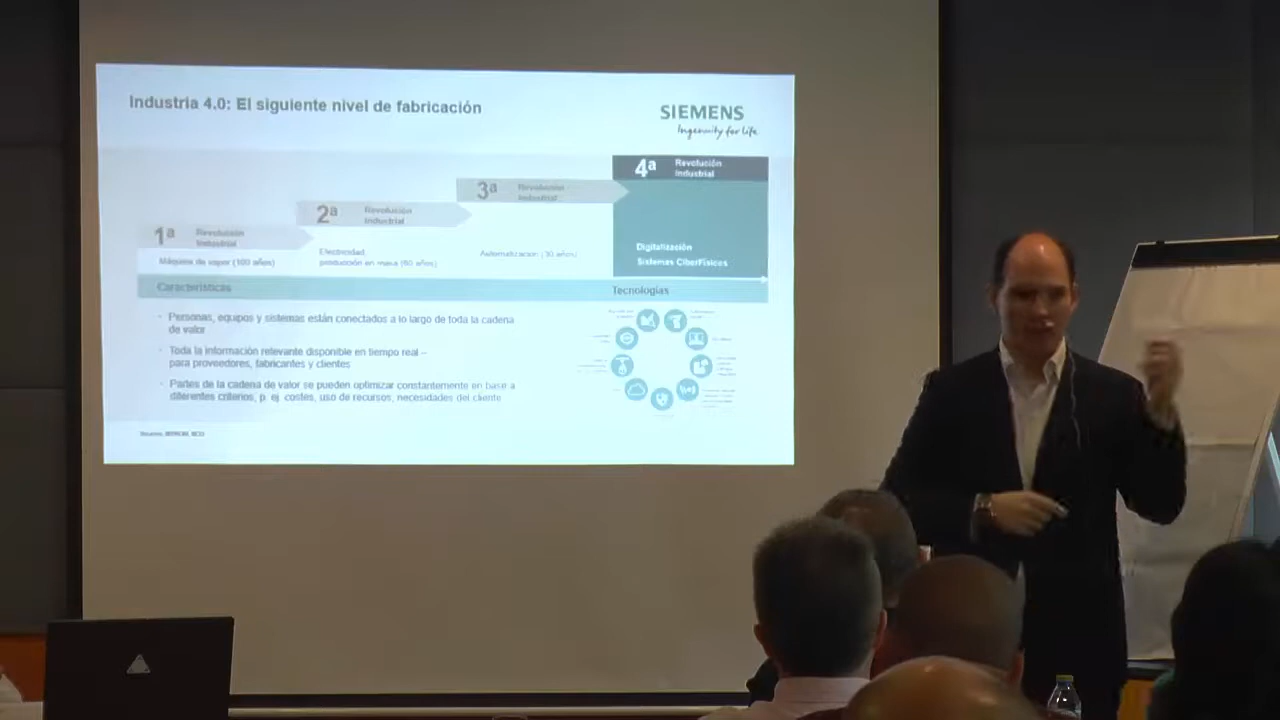 Industria 4.0: El siguiente nivel de fabricación
SIEMENS
Ingenuity for life
4ª Revolución
Industrial
3ª Revolución
Industrial
2ª Revolución
Industrial
1ª Revolución
Industrial
Máquina de vapor (100 años)
Electricidad
producción en masa (60 años)
Automatización (30 años)
Digitalización
Sistemas CiberFísicos
Características
Tecnologías
Personas, equipos y sistemas están conectados a lo largo de toda la cadena
de valor
Toda la información relevante disponible en tiempo real –
para proveedores, fabricantes y clientes
Partes de la cadena de valor se pueden optimizar constantemente en base a
diferentes criterios, p. ej. costes, uso de recursos, necesidades del cliente